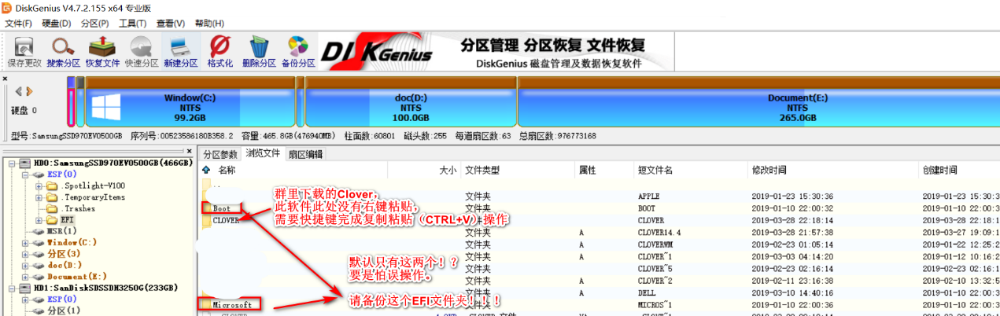 DiskGenius V4.7.2.155 x64 专业版
文件(F) 硬盘(D) 分区(P) 工具(T) 查看(V) 帮助(H)
保存更改 搜索分区 恢复文件 快速分区 新建分区 格式化 删除分区 备份分区
DISKGENIUS
分区管理 分区恢复 文件恢复
DiskGenius 磁盘管理及数据恢复软件
硬盘 0
Window(C:)
NTFS
99.2GB
doc(D:)
NTFS
100.0GB
Document(E:)
NTFS
265.0GB
型号:SamsungSSD970EVO500GB 序列号:00523586180B358.2 容量:465.8GB(476940MB) 柱面数:60801 磁头数:255 每道扇区数:63 总扇区数:976773168
HD0:SamsungSSD970EVO500GB(466GB)
ESP(0)
.Spotlight-V100
.TemporaryItems
.Trashes
EFI
MSR(1)
Window(C:)
分区(3)
doc(D:)
Document(E:)
HD1:SanDiskSDSSDH3250G(233GB)
ESP(0)
分区(1)
分区参数 浏览文件 扇区编辑
名称 大小 文件类型 属性 短文件名 修改时间 创建时间
..
文件夹 APPLE 2019-01-23 15:30:36 2019-01-23 15:30:3
Boot 文件夹 BOOT 2019-01-10 22:00:32 2019-01-10 22:00:3
CLOVER 文件夹 CLOVER 2019-03-28 22:18:14 2019-03-28 22:18:1
文件夹 A CLOVER14.4 2019-03-28 21:57:38 2019-03-27 19:09:1
文件夹 A CLOVERWM 2019-02-23 01:05:14 2019-01-22 12:25:2
文件夹 A CLOVER~1 2019-03-03 04:14:20 2019-01-12 10:16:2
文件夹 CLOVER~5 2019-02-23 02:16:14 2019-02-23 02:16:1
文件夹 A CLOVER~2 2019-02-11 23:16:38 2019-02-10 13:32:5
文件夹 A DELL 2019-03-10 14:40:16 2019-01-10 22:00:3
Microsoft 文件夹 MICROS~1 2019-01-10 22:00:36 2019-01-10 22:00:3
群里下载的Clover，
此软件此处没有右键粘贴，
需要快捷键完成复制粘贴（CTRL+V）操作
默认只有这两个！？
要是怕误操作。
请备份这个EFI文件夹！！！